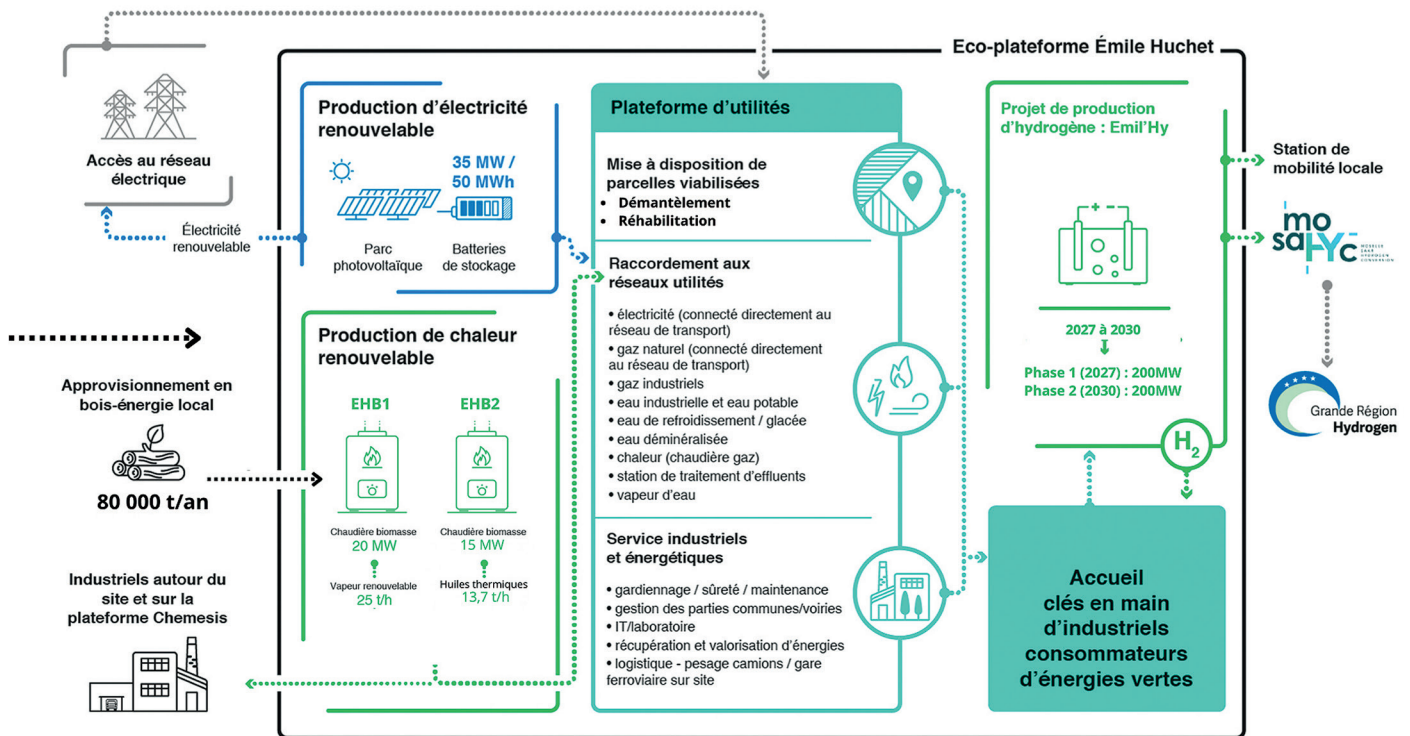 Eco-plateforme Émile Huchet
Accès au réseau
électrique
Électricité
renouvelable
Approvisionnement en
bois-énergie local
80 000 t/an
Industriels autour du
site et sur la
plateforme Chemesis
Production d'électricité
renouvelable
35 MW /
50 MWh
Parc
photovoltaïque
Batteries
de stockage
Production de chaleur
renouvelable
EHB1
Chaudière biomasse
20 MW
Vapeur renouvelable
25 t/h
EHB2
Chaudière biomasse
15 MW
Huiles thermiques
13,7 t/h
Plateforme d'utilités
Mise à disposition de
parcelles viabilisées
• Démantèlement
• Réhabilitation
Raccordement aux
réseaux utilités
• électricité (connecté directement au
réseau de transport)
• gaz naturel (connecté directement
au réseau de transport)
• gaz industriels
• eau industrielle et eau potable
• eau de refroidissement / glacée
• eau déminéralisée
• chaleur (chaudière gaz)
• station de traitement d'effluents
• vapeur d'eau
Service industriels
et énergétiques
• gardiennage / sûreté / maintenance
• gestion des parties communes/voiries
• IT/laboratoire
• récupération et valorisation d'énergies
• logistique - pesage camions / gare
ferroviaire sur site
Projet de production
d'hydrogène : Emil'Hy
2027 à 2030
Phase 1 (2027) : 200MW
Phase 2 (2030) : 200MW
H2
Accueil
clés en main
d'industriels
consommateurs
d'énergies vertes
Station de
mobilité locale
mo
saHYc
MOSELLE
SAAR
HYDROGEN
CONVERSION
Grande Région
Hydrogen